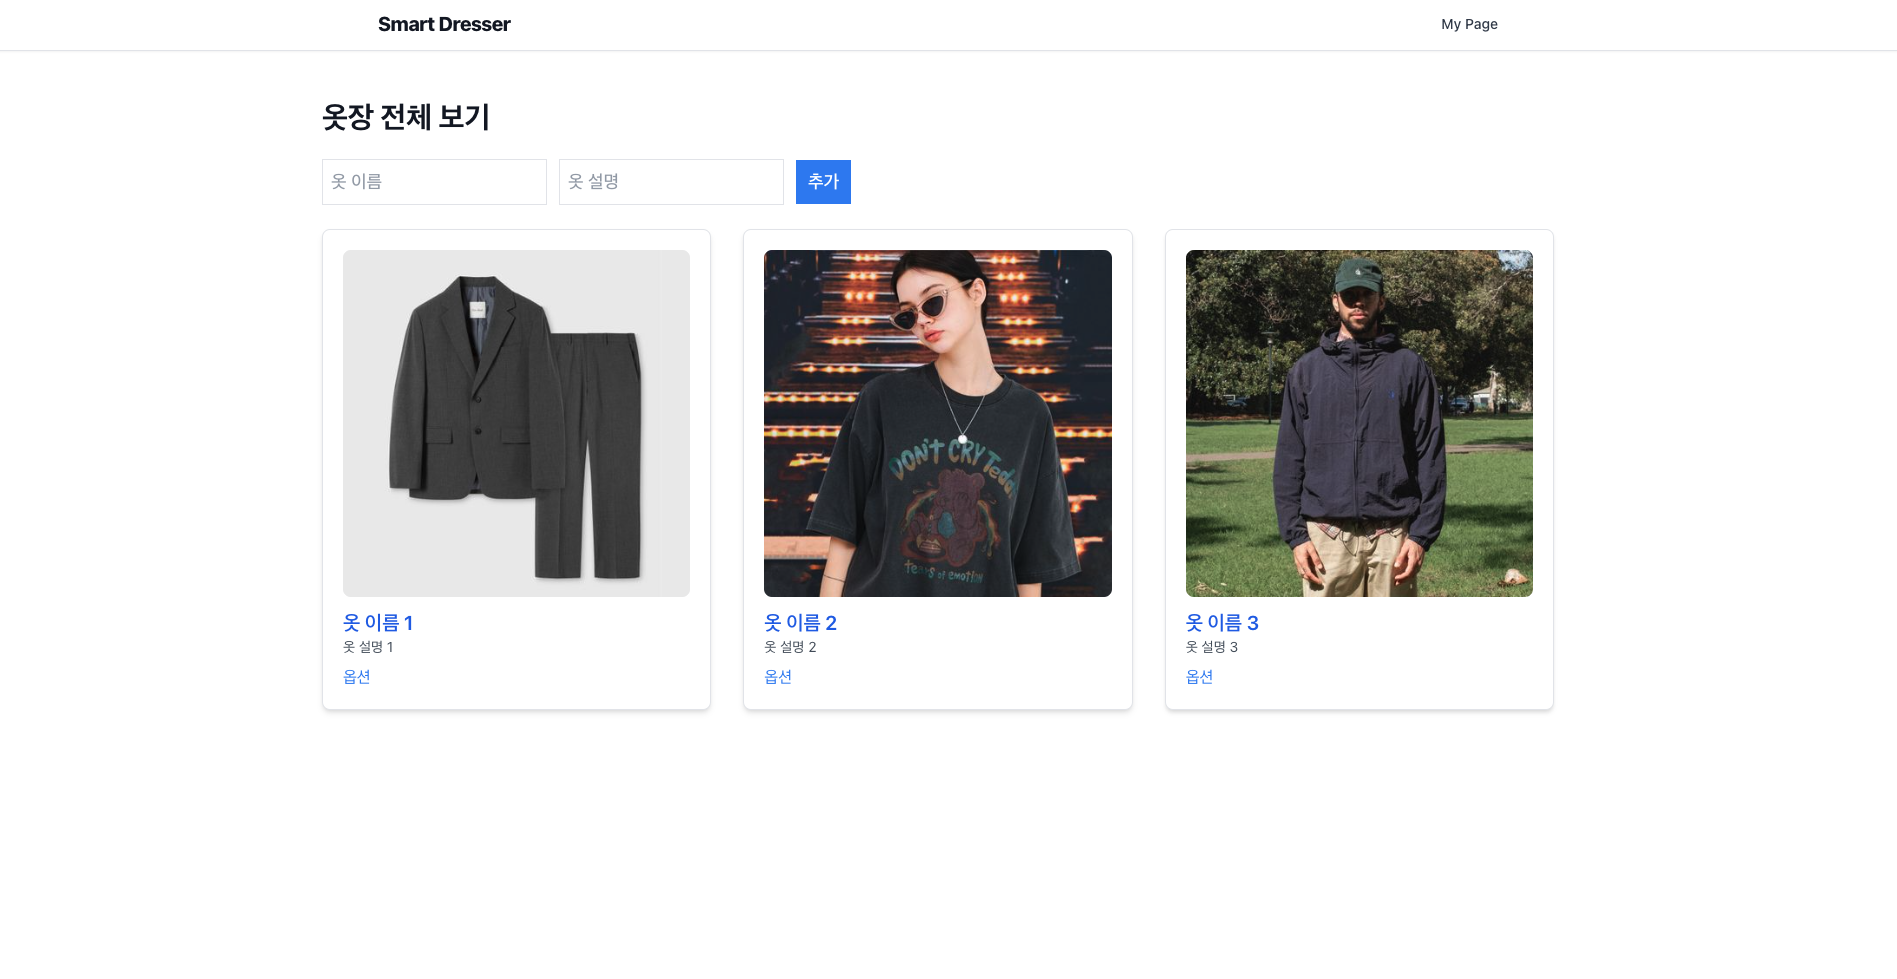 Smart Dresser
My Page
옷장 전체 보기
옷 이름
옷 설명
추가
DON'T CRY Teddy
tears of emotion
옷 이름 1
옷 설명 1
옵션
옷 이름 2
옷 설명 2
옵션
옷 이름 3
옷 설명 3
옵션